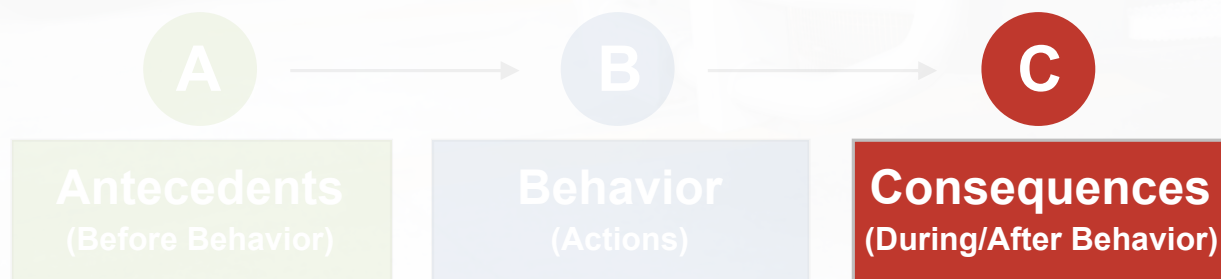 A
B
C
Antecedents
(Before Behavior)
Behavior
(Actions)
Consequences
(During/After Behavior)